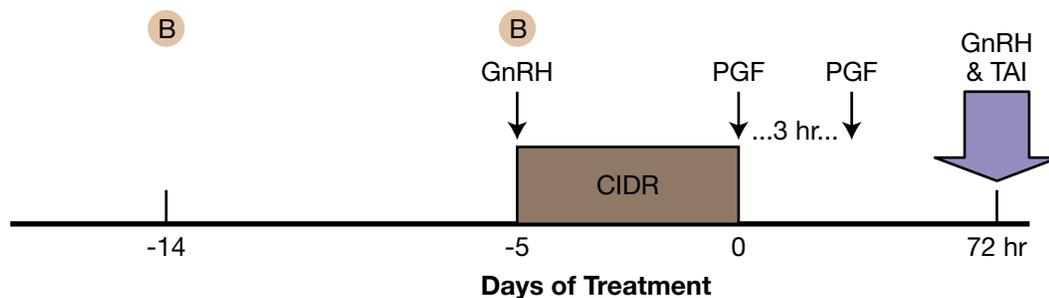 B
B
GnRH
PGF
PGF
GnRH
& TAI
...3 hr...
CIDR
-14
-5
0
72 hr
Days of Treatment